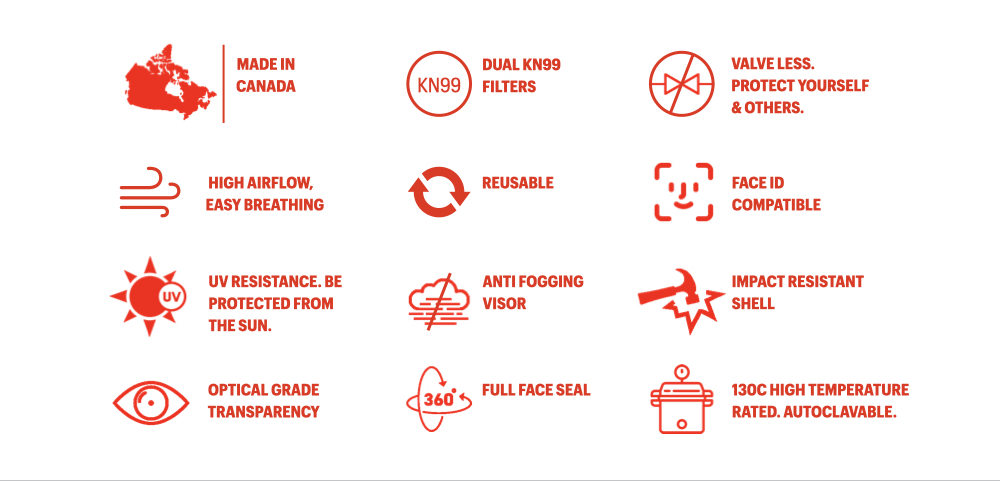 MADE IN
CANADA
KN99
DUAL KN99
FILTERS
VALVE LESS.
PROTECT YOURSELF
& OTHERS.
HIGH AIRFLOW,
EASY BREATHING
REUSABLE
FACE ID
COMPATIBLE
UV
UV RESISTANCE. BE
PROTECTED FROM
THE SUN.
ANTI FOGGING
VISOR
IMPACT RESISTANT
SHELL
OPTICAL GRADE
TRANSPARENCY
360°
FULL FACE SEAL
130C HIGH TEMPERATURE
RATED. AUTOCLAVABLE.